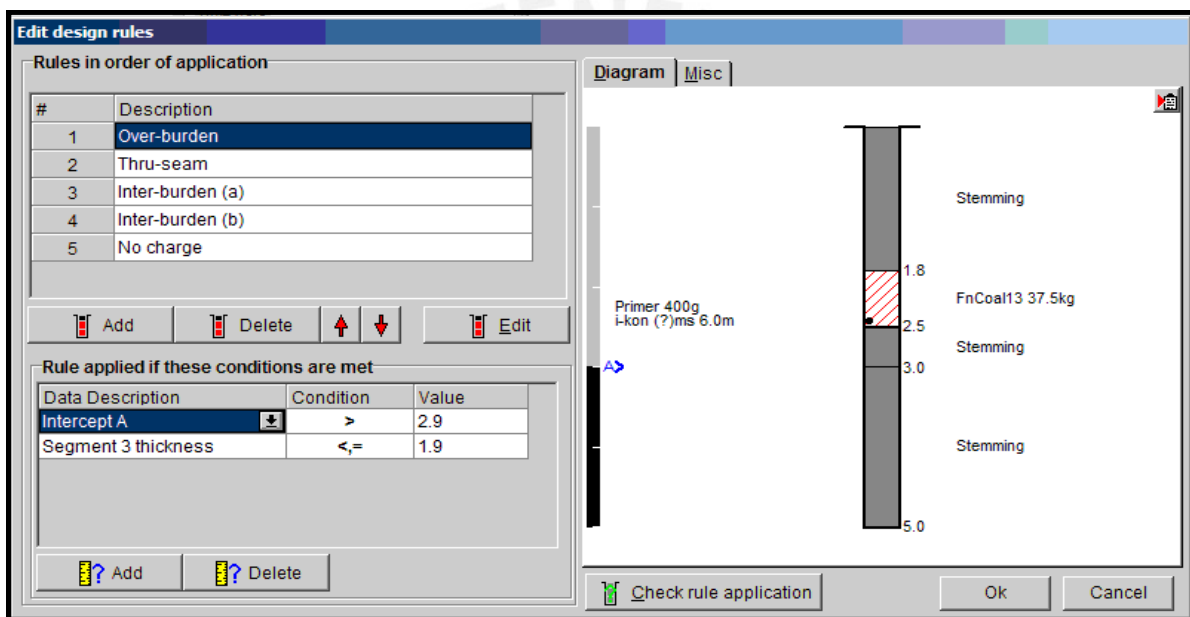 Edit design rules
Rules in order of application
# Description
1 Over-burden
2 Thru-seam
3 Inter-burden (a)
4 Inter-burden (b)
5 No charge
Add Delete Edit
Rule applied if these conditions are met
Data Description Condition Value
Intercept A > 2.9
Segment 3 thickness <,= 1.9
? Add ? Delete
Diagram Misc
Stemming
1.8
Primer 400g
i-kon (?)ms 6.0m
FnCoal13 37.5kg
2.5
Stemming
A>
3.0
Stemming
5.0
Check rule application Ok Cancel